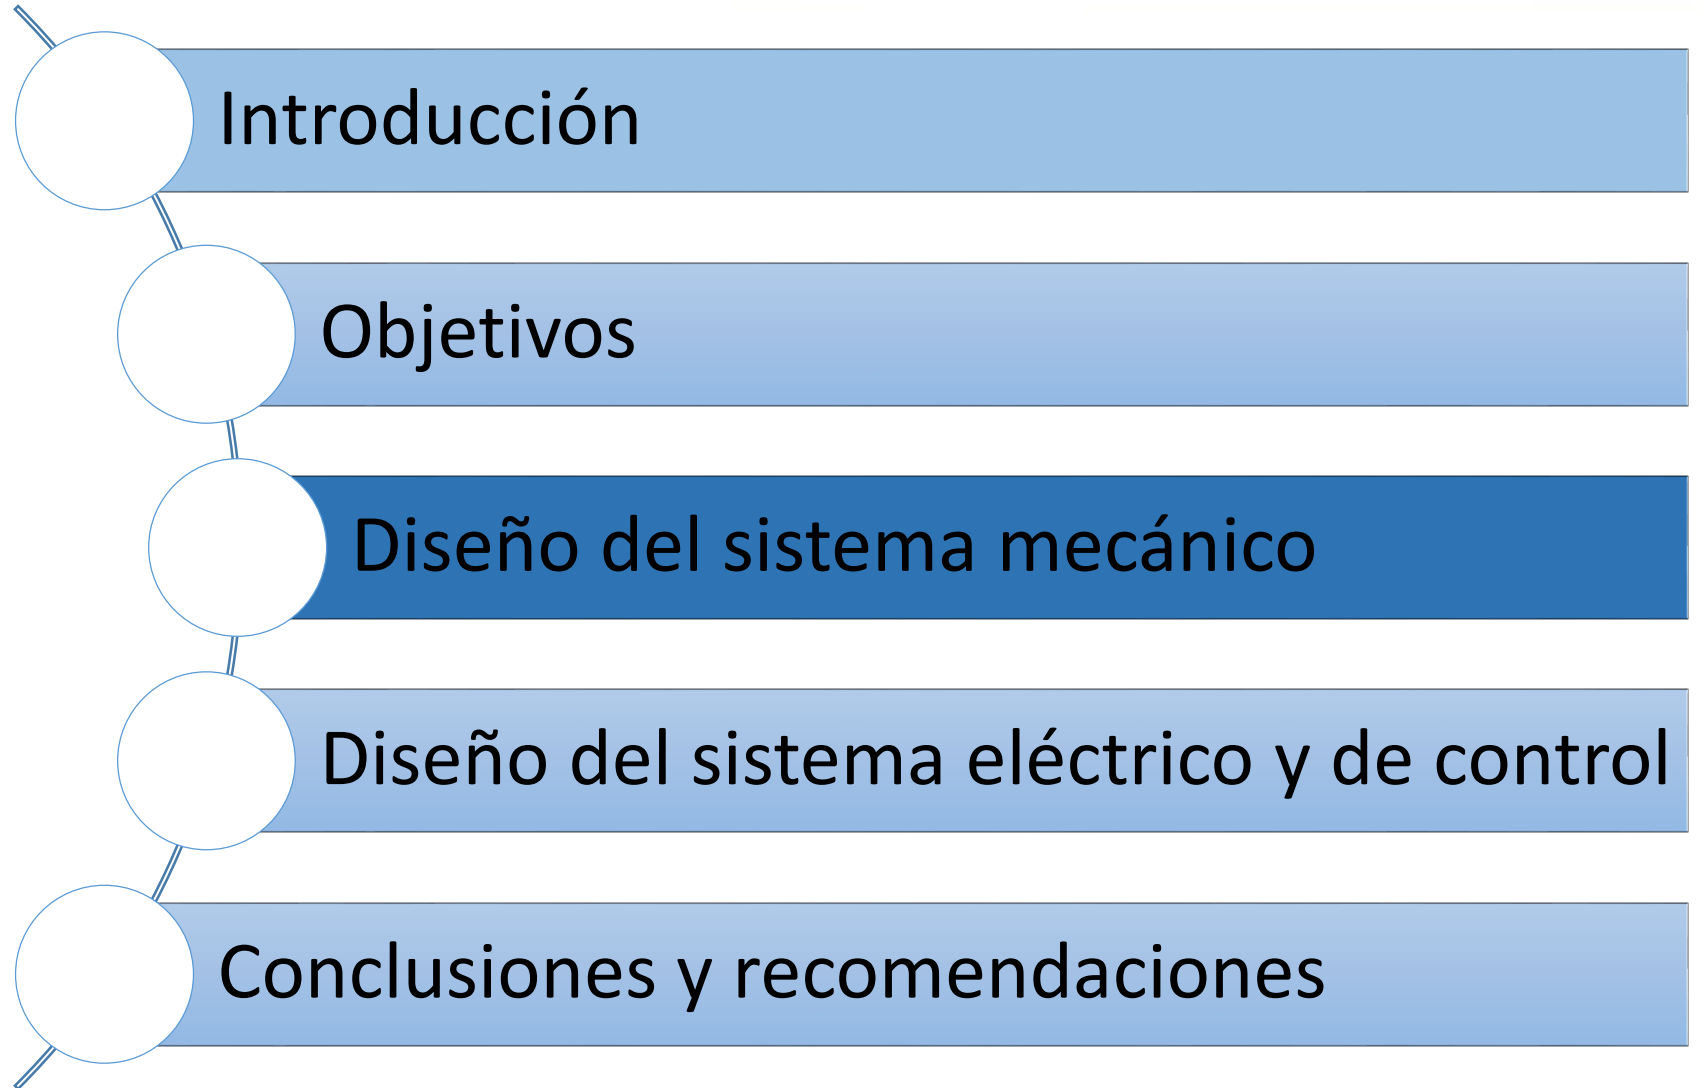 Introducción
Objetivos
Diseño del sistema mecánico
Diseño del sistema eléctrico y de control
Conclusiones y recomendaciones